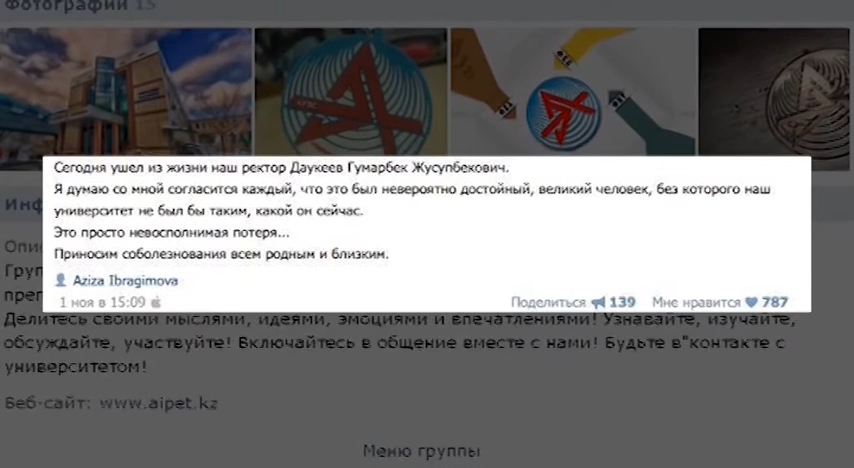 Фотографии 15
Сегодня ушел из жизни наш ректор Даукеев Гумарбек Жусупбекович.
Я думаю со мной согласится каждый, что это был невероятно достойный, великий человек, без которого наш
университет не был бы таким, какой он сейчас.
Это просто невосполнимая потеря...
Приносим соболезнования всем родным и близким.
Aziza Ibragimova
1 ноя в 15:09
Поделиться 139 Мне нравится 787
Делитесь своими мыслями, идеями, эмоциями и впечатлениями! Узнавайте, изучайте,
обсуждайте, участвуйте! Включайтесь в общение вместе с нами! Будьте в"контакте с
университетом!
Веб-сайт: www.aipet.kz
Меню группы